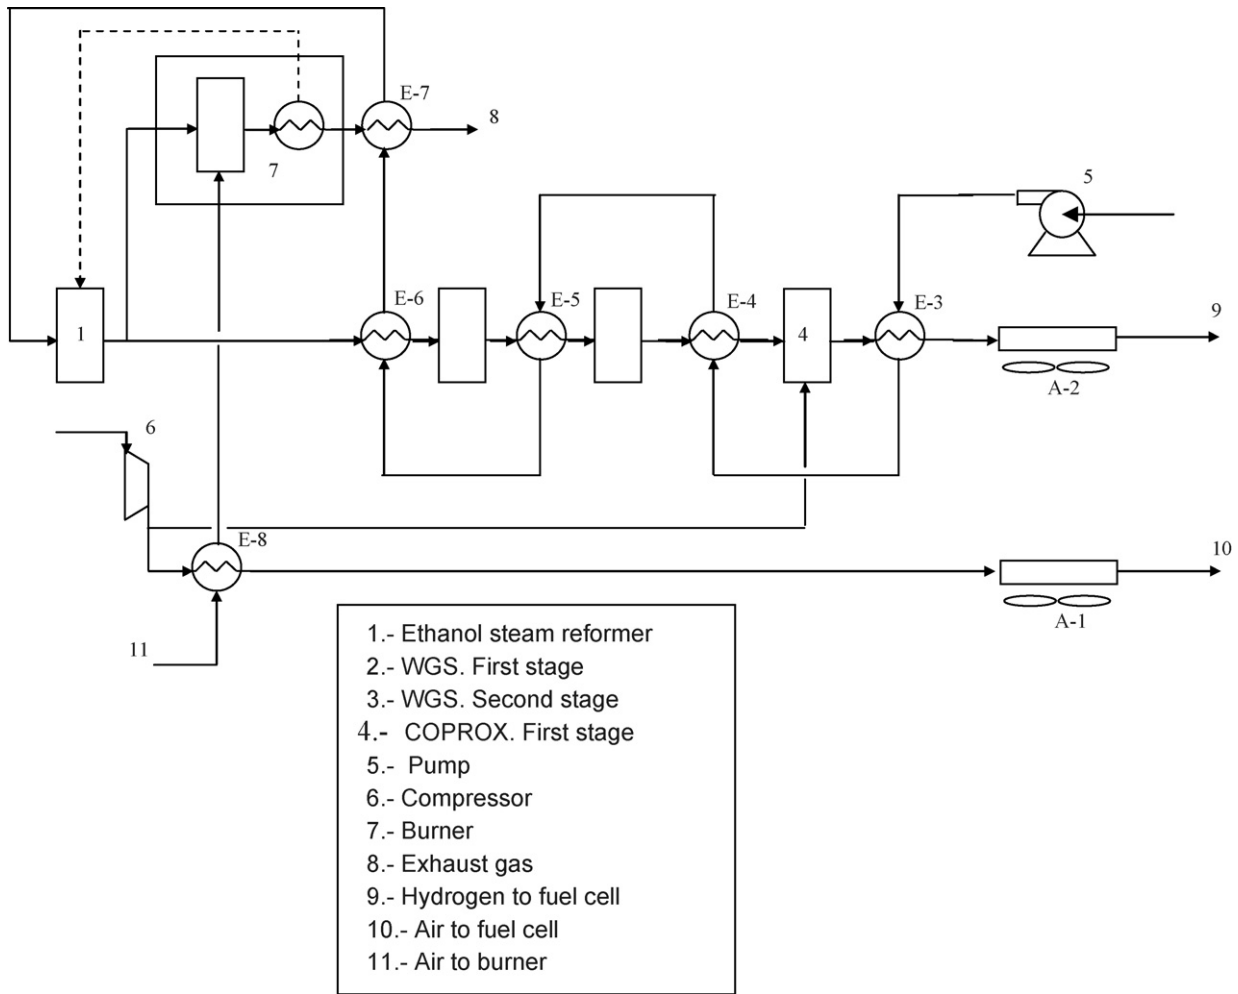 E-7
8
7
5
E-6
E-5
E-4
E-3
9
1
4
A-2
6
E-8
10
A-1
11
1.- Ethanol steam reformer
2.- WGS. First stage
3.- WGS. Second stage
4.- COPROX. First stage
5.- Pump
6.- Compressor
7.- Burner
8.- Exhaust gas
9.- Hydrogen to fuel cell
10.- Air to fuel cell
11.- Air to burner